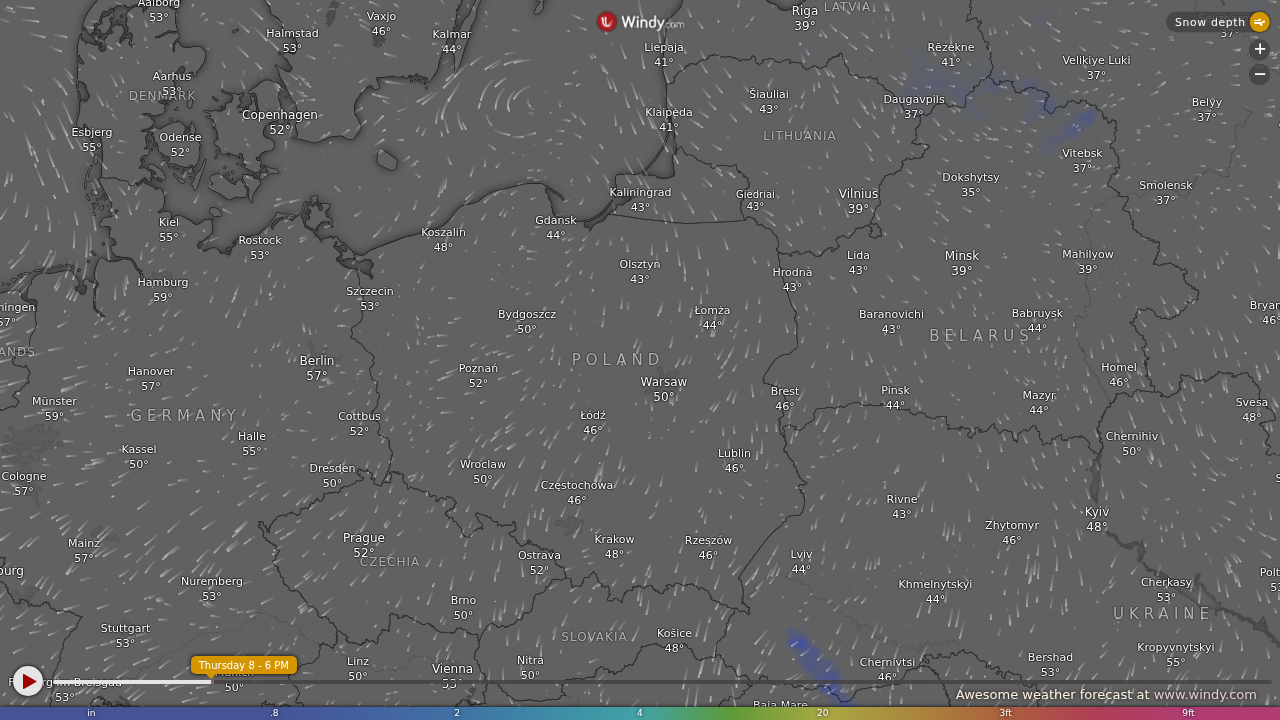 Aalborg
53°
Vaxjo
46°
Halmstad
53°
Kalmar
44°
Windy.com
Liepaja
41°
Riga
39°
LATVIA
Rēzekne
41°
Velikiye Luki
37°
Snow depth
37°
+
−
Aarhus
53°
DENMARK
Copenhagen
52°
Esbjerg
55°
Odense
52°
Klaipėda
41°
Šiauliai
43°
LITHUANIA
Daugavpils
37°
Belyy
37°
Vitebsk
37°
Dokshytsy
35°
Smolensk
37°
Kaliningrad
43°
Giedriai
43°
Vilnius
39°
Kiel
55°
Rostock
53°
Koszalin
48°
Gdansk
44°
Olsztyn
43°
Hrodna
43°
Lida
43°
Minsk
39°
Mahilyow
39°
Hamburg
59°
Szczecin
53°
ningen
57°
Bydgoszcz
50°
Łomża
44°
Baranovichi
43°
Babruysk
44°
Bryan
46°
BELARUS
ANDS
Hanover
57°
Berlin
57°
Poznań
52°
POLAND
Warsaw
50°
Brest
46°
Pinsk
44°
Mazyr
44°
Homel
46°
Svesa
48°
Münster
59°
GERMANY
Cottbus
52°
Łódź
46°
Kassel
50°
Halle
55°
Chernihiv
50°
Cologne
57°
Dresden
50°
Wroclaw
50°
Częstochowa
46°
Lublin
46°
Rivne
43°
Kyiv
48°
Zhytomyr
46°
Mainz
57°
Prague
52°
CZECHIA
Ostrava
52°
Krakow
48°
Rzeszów
46°
Lviv
44°
Khmelnytskyi
44°
Cherkasy
53°
burg
Nuremberg
53°
Brno
50°
UKRAINE
Stuttgart
53°
SLOVAKIA
Košice
48°
Linz
50°
Vienna
53°
Nitra
50°
Chernivtsi
46°
Bershad
53°
Kropyvnytskyi
55°
Thursday 8 - 6 PM
53°
50°
Baia Mare
Awesome weather forecast at www.windy.com
in .8 2 4 20 3ft 9ft